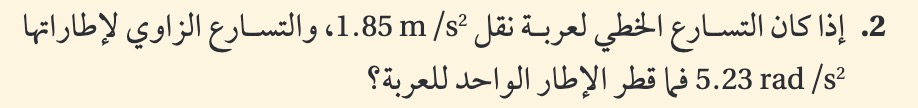 2. إذا كان التسارع الخطي لعربة نقل 1.85 m /s²، والتسارع الزاوي لإطاراتها
5.23 rad /s² فما قطر الإطار الواحد للعربة؟